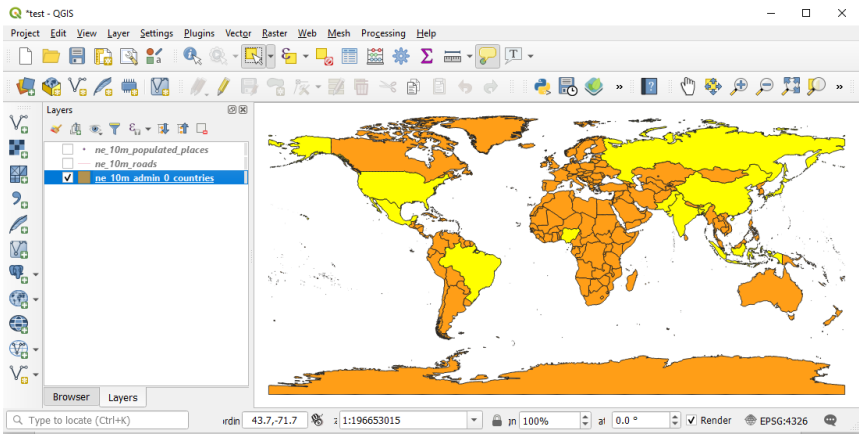 *test - QGIS
Project Edit View Layer Settings Plugins Vector Raster Web Mesh Processing Help
Layers
ne_10m_populated_places
ne_10m_roads
ne_10m_admin_0_countries
Browser Layers
Type to locate (Ctrl+K) ordin 43.7,-71.7 1:196653015 100% 0.0 ° Render EPSG:4326